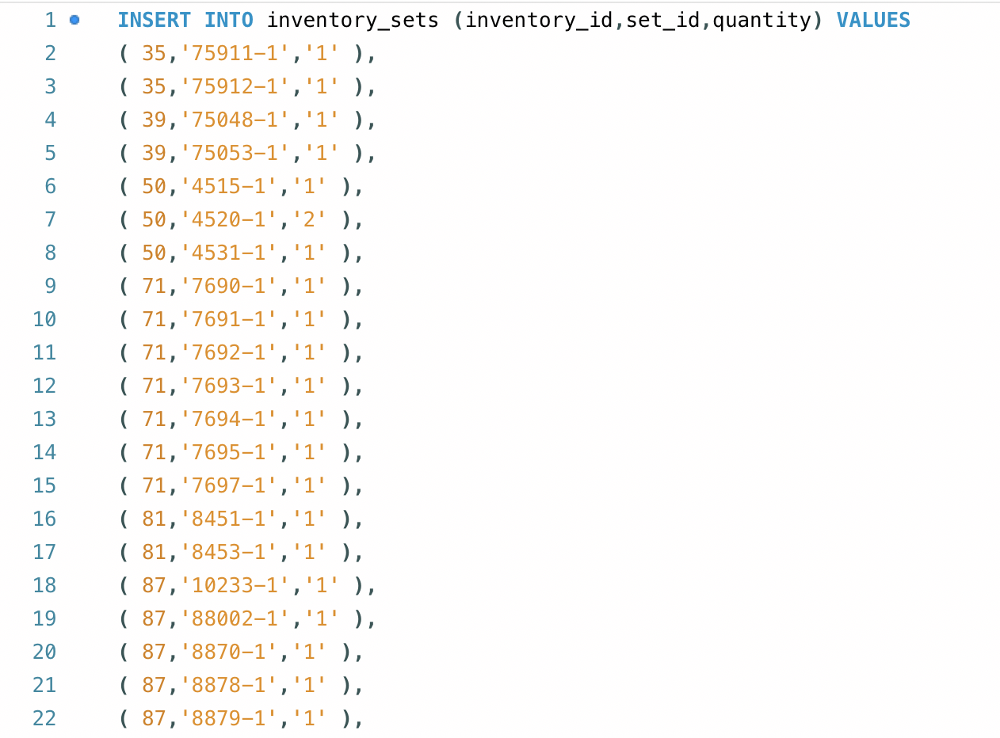 1 INSERT INTO inventory_sets (inventory_id,set_id,quantity) VALUES
2 ( 35,'75911-1','1' ),
3 ( 35,'75912-1','1' ),
4 ( 39,'75048-1','1' ),
5 ( 39,'75053-1','1' ),
6 ( 50,'4515-1','1' ),
7 ( 50,'4520-1','2' ),
8 ( 50,'4531-1','1' ),
9 ( 71,'7690-1','1' ),
10 ( 71,'7691-1','1' ),
11 ( 71,'7692-1','1' ),
12 ( 71,'7693-1','1' ),
13 ( 71,'7694-1','1' ),
14 ( 71,'7695-1','1' ),
15 ( 71,'7697-1','1' ),
16 ( 81,'8451-1','1' ),
17 ( 81,'8453-1','1' ),
18 ( 87,'10233-1','1' ),
19 ( 87,'88002-1','1' ),
20 ( 87,'8870-1','1' ),
21 ( 87,'8878-1','1' ),
22 ( 87,'8879-1','1' ),